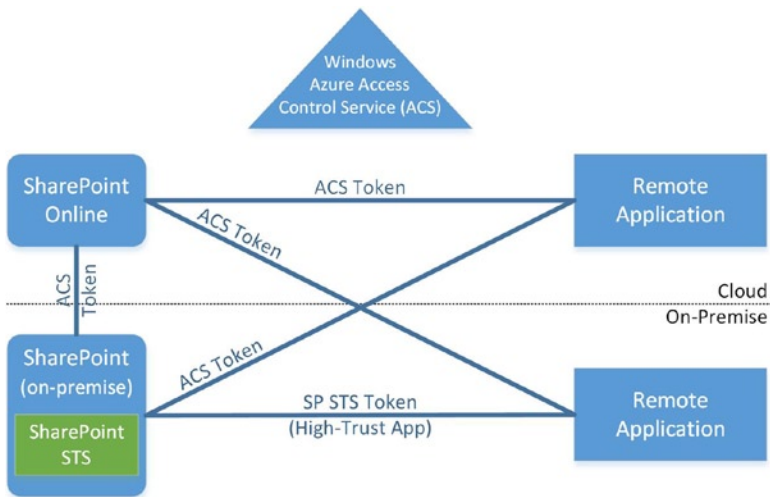 Windows
Azure Access
Control Service (ACS)
SharePoint
Online
ACS Token
Remote
Application
ACS Token
ACS
Token
Cloud
On-Premise
SharePoint
(on-premise)
ACS Token
SP STS Token
(High-Trust App)
Remote
Application
SharePoint
STS